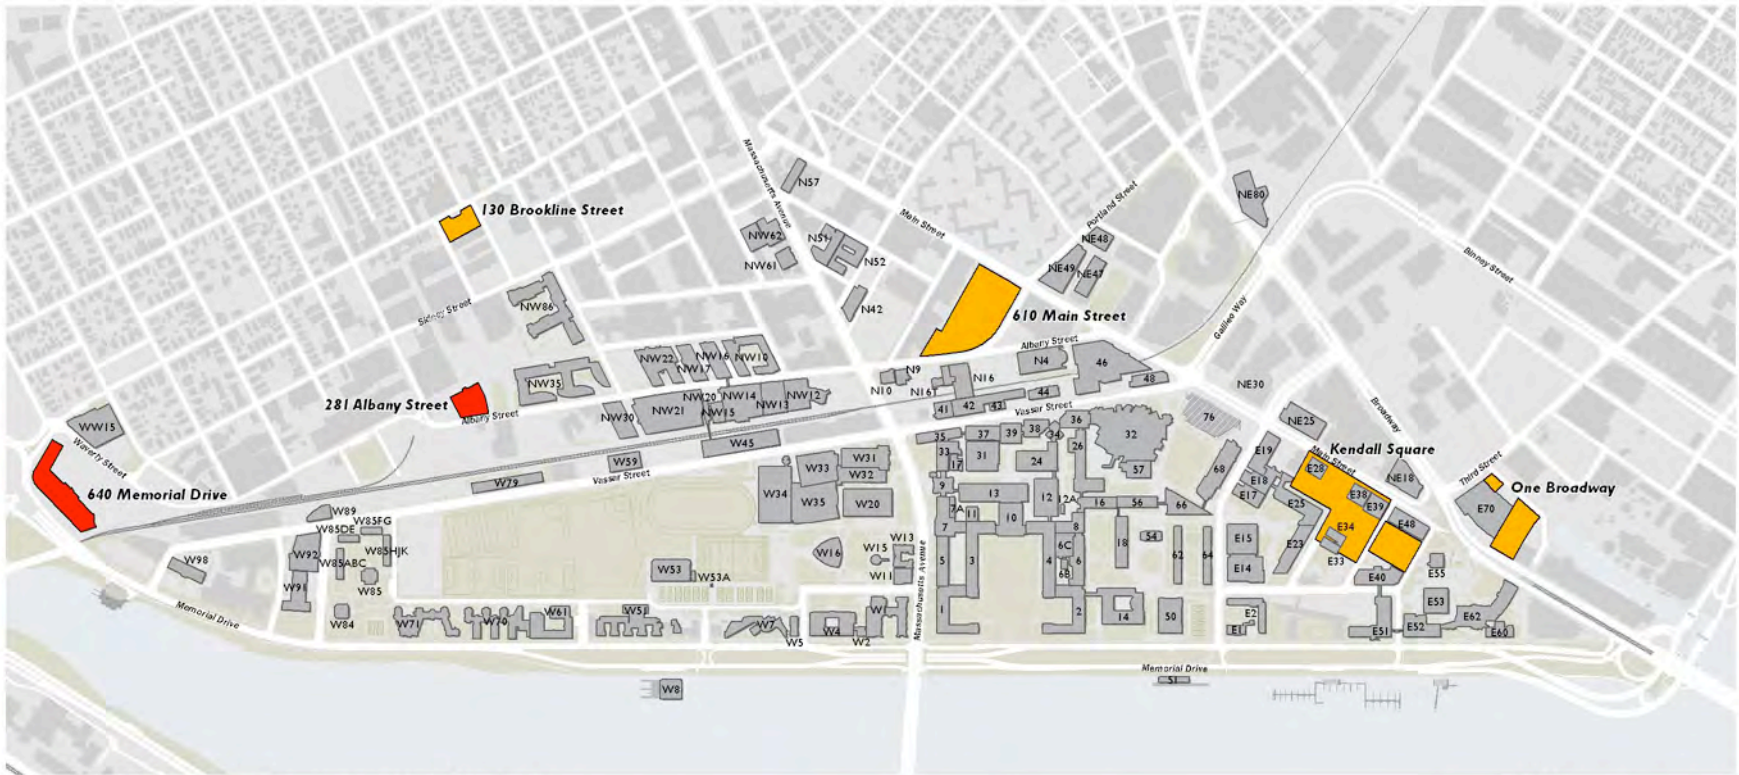 Massachusetts Avenue
N57
NE80
130 Brookline Street
Main Street
Portland Street
NW62
N51
NE48
NW61
N52
NE49
NE47
Binney Street
NW86
Sidney Street
N42
610 Main Street
Galileo Way
Albany Street
NW22
NW16
NW10
NW17
N4
46
N9
N16
48
NW35
N10
N16T
44
NE30
281 Albany Street
Albany Street
NW20
NW14
NW12
NW21
NW15
NW13
NW30
41
42
43
Vassar Street
76
NE25
Broadway
WW15
Waverly Street
W45
35
37
39
38
34
36
32
Kendall Square
Main Street
33
31
17
24
26
57
68
E19
E28
NE18
Third Street
W59
W31
W33
W32
640 Memorial Drive
W79
Vassar Street
W34
W35
W20
9
13
12
12A
16
56
66
E18
E17
E25
E38
E39
One Broadway
E70
W89
W85FG
W85DE
7A
11
10
7
8
E34
E48
W92
W85HJK
W85ABC
W98
W16
W15
W13
W11
18
54
62
64
E15
E23
E33
W91
W85
W53
W53A
5
3
4
6C
6
6B
E14
E40
E55
Memorial Drive
W84
W71
W70
W61
W51
W7
W5
W4
W2
W1
Massachusetts Avenue
1
2
14
50
E2
E1
E51
E52
E53
E62
E60
Memorial Drive
W8
51